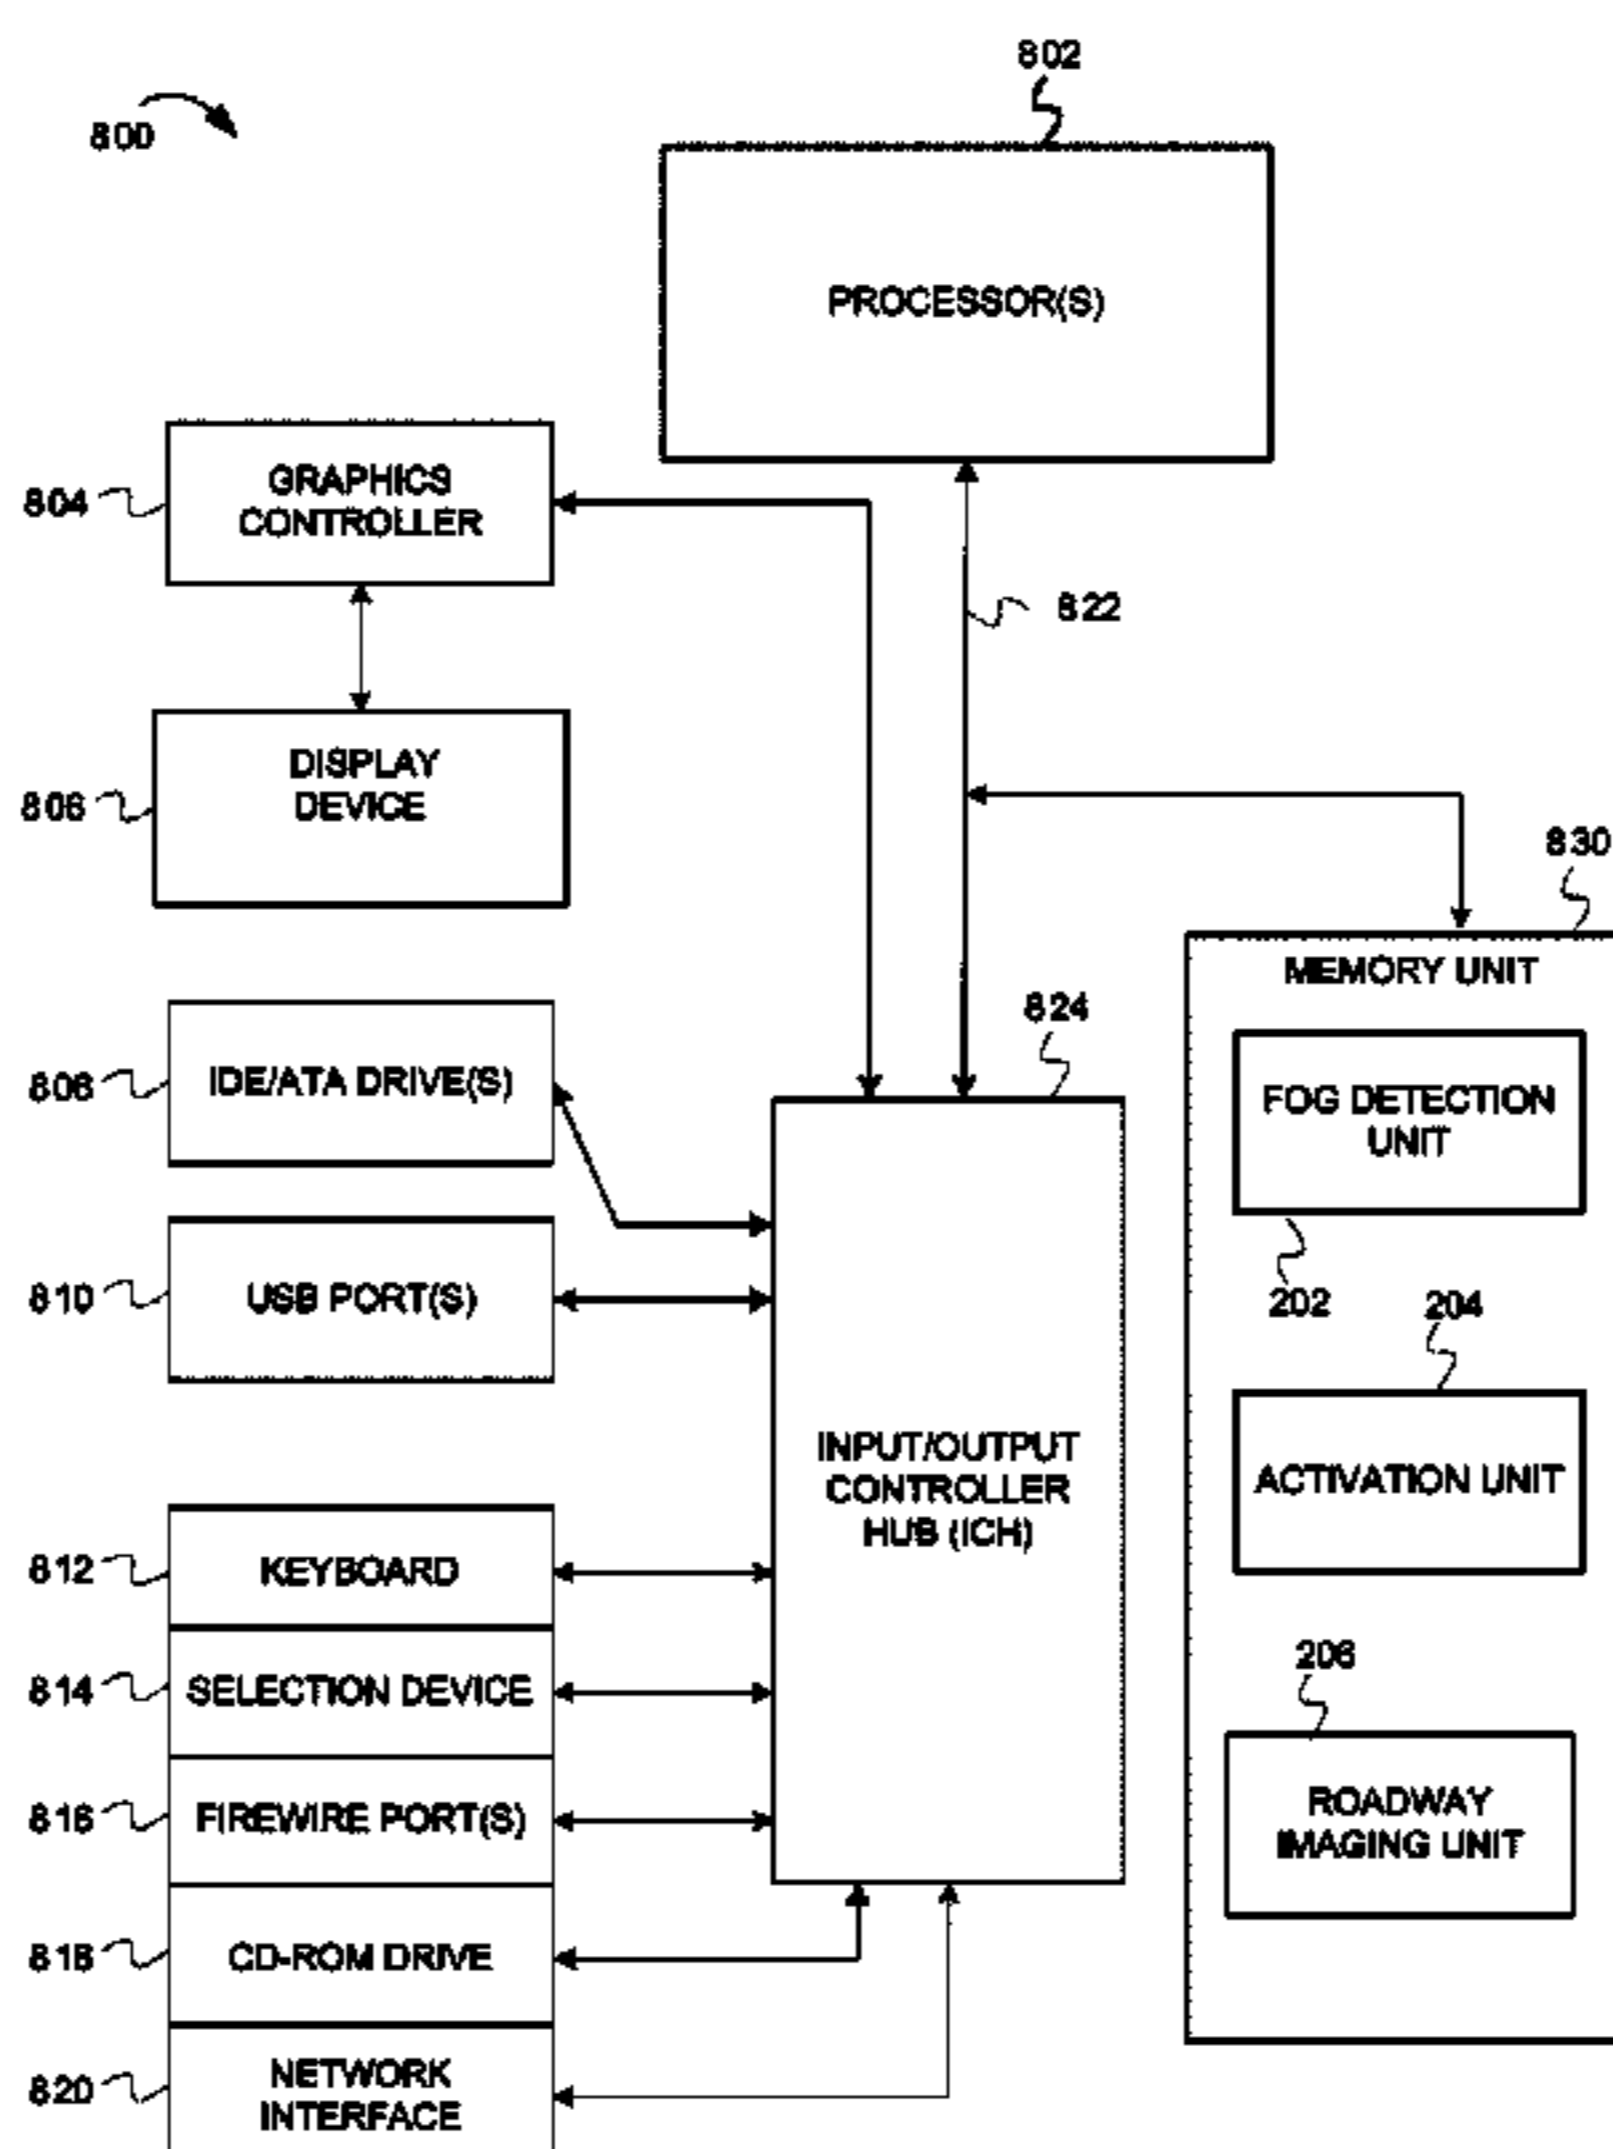 802
800
PROCESSOR(S)
804
GRAPHICS
CONTROLLER
822
806
DISPLAY
DEVICE
830
MEMORY UNIT
824
808
IDE/ATA DRIVE(S)
FOG DETECTION
UNIT
202
810
USB PORT(S)
204
INPUT/OUTPUT
CONTROLLER
HUB (ICH)
ACTIVATION UNIT
812
KEYBOARD
814
SELECTION DEVICE
206
816
FIREWIRE PORT(S)
ROADWAY
IMAGING UNIT
818
CD-ROM DRIVE
820
NETWORK
INTERFACE